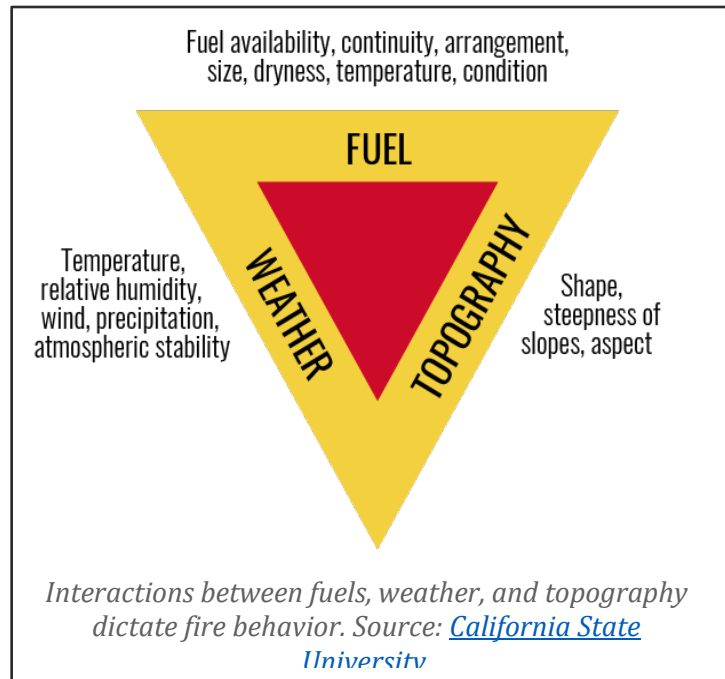 Fuel availability, continuity, arrangement,
size, dryness, temperature, condition
FUEL
WEATHER
TOPOGRAPHY
Temperature,
relative humidity,
wind, precipitation,
atmospheric stability
Shape,
steepness of
slopes, aspect
Interactions between fuels, weather, and topography
dictate fire behavior. Source: California State
University